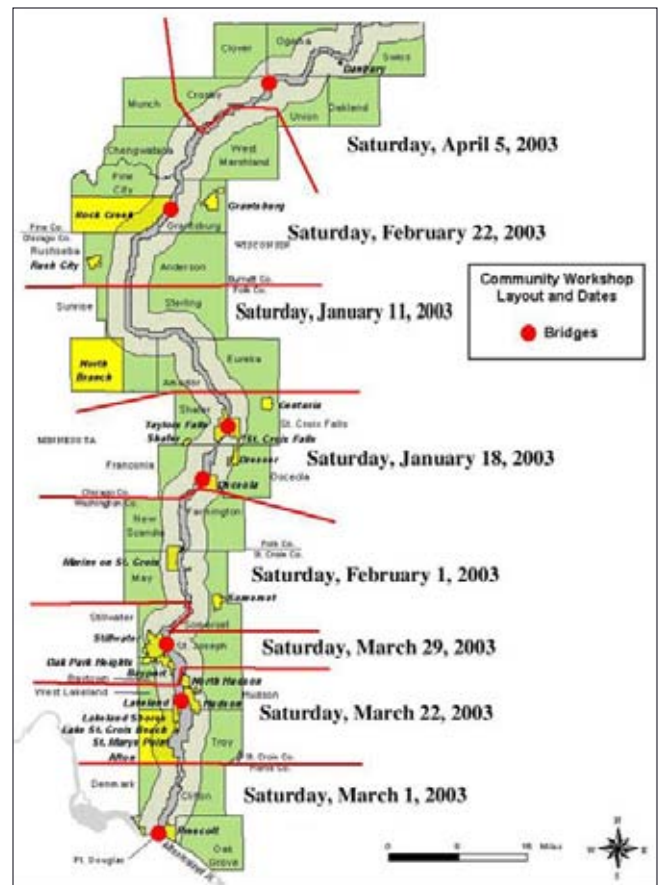 Clover
Ogema
Swiss
Danbury
Crosby
Munch
Union
Oakland
Chengwatana
West
Marshland
Saturday, April 5, 2003
Pine
City
Rock Creek
Grantsburg
Grantsburg
Saturday, February 22, 2003
Pine Co.
Chicago Co.
WISCONSIN
Rushseba
Rush City
Anderson
Burnett Co.
Polk Co.
Community Workshop
Layout and Dates
Bridges
Sunrise
Sterling
Saturday, January 11, 2003
North
Branch
Eureka
Amador
Shafer
Centuria
Taylors Falls
St. Croix Falls
Shafer
St. Croix Falls
MINNESOTA
Dresser
Franconia
Osceola
Saturday, January 18, 2003
Osceola
Chicago Co.
Washington Co.
Farmington
New
Scandia
Polk Co.
St. Croix Co.
Marine on St. Croix
May
Saturday, February 1, 2003
Somerset
Stillwater
Somerset
Stillwater
St. Joseph
Saturday, March 29, 2003
Oak Park Heights
Bayport
Baytown
North Hudson
West Lakeland
Hudson
Lakeland
Hudson
Saturday, March 22, 2003
Lakeland Shores
Lake St. Croix Beach
St. Marys Point
Troy
Afton
St. Croix Co.
Pierce Co.
Denmark
Clifton
Saturday, March 1, 2003
Prescott
Pt. Douglas
Mississippi R.
Oak
Grove
0 8 16 Miles
N
W E
S